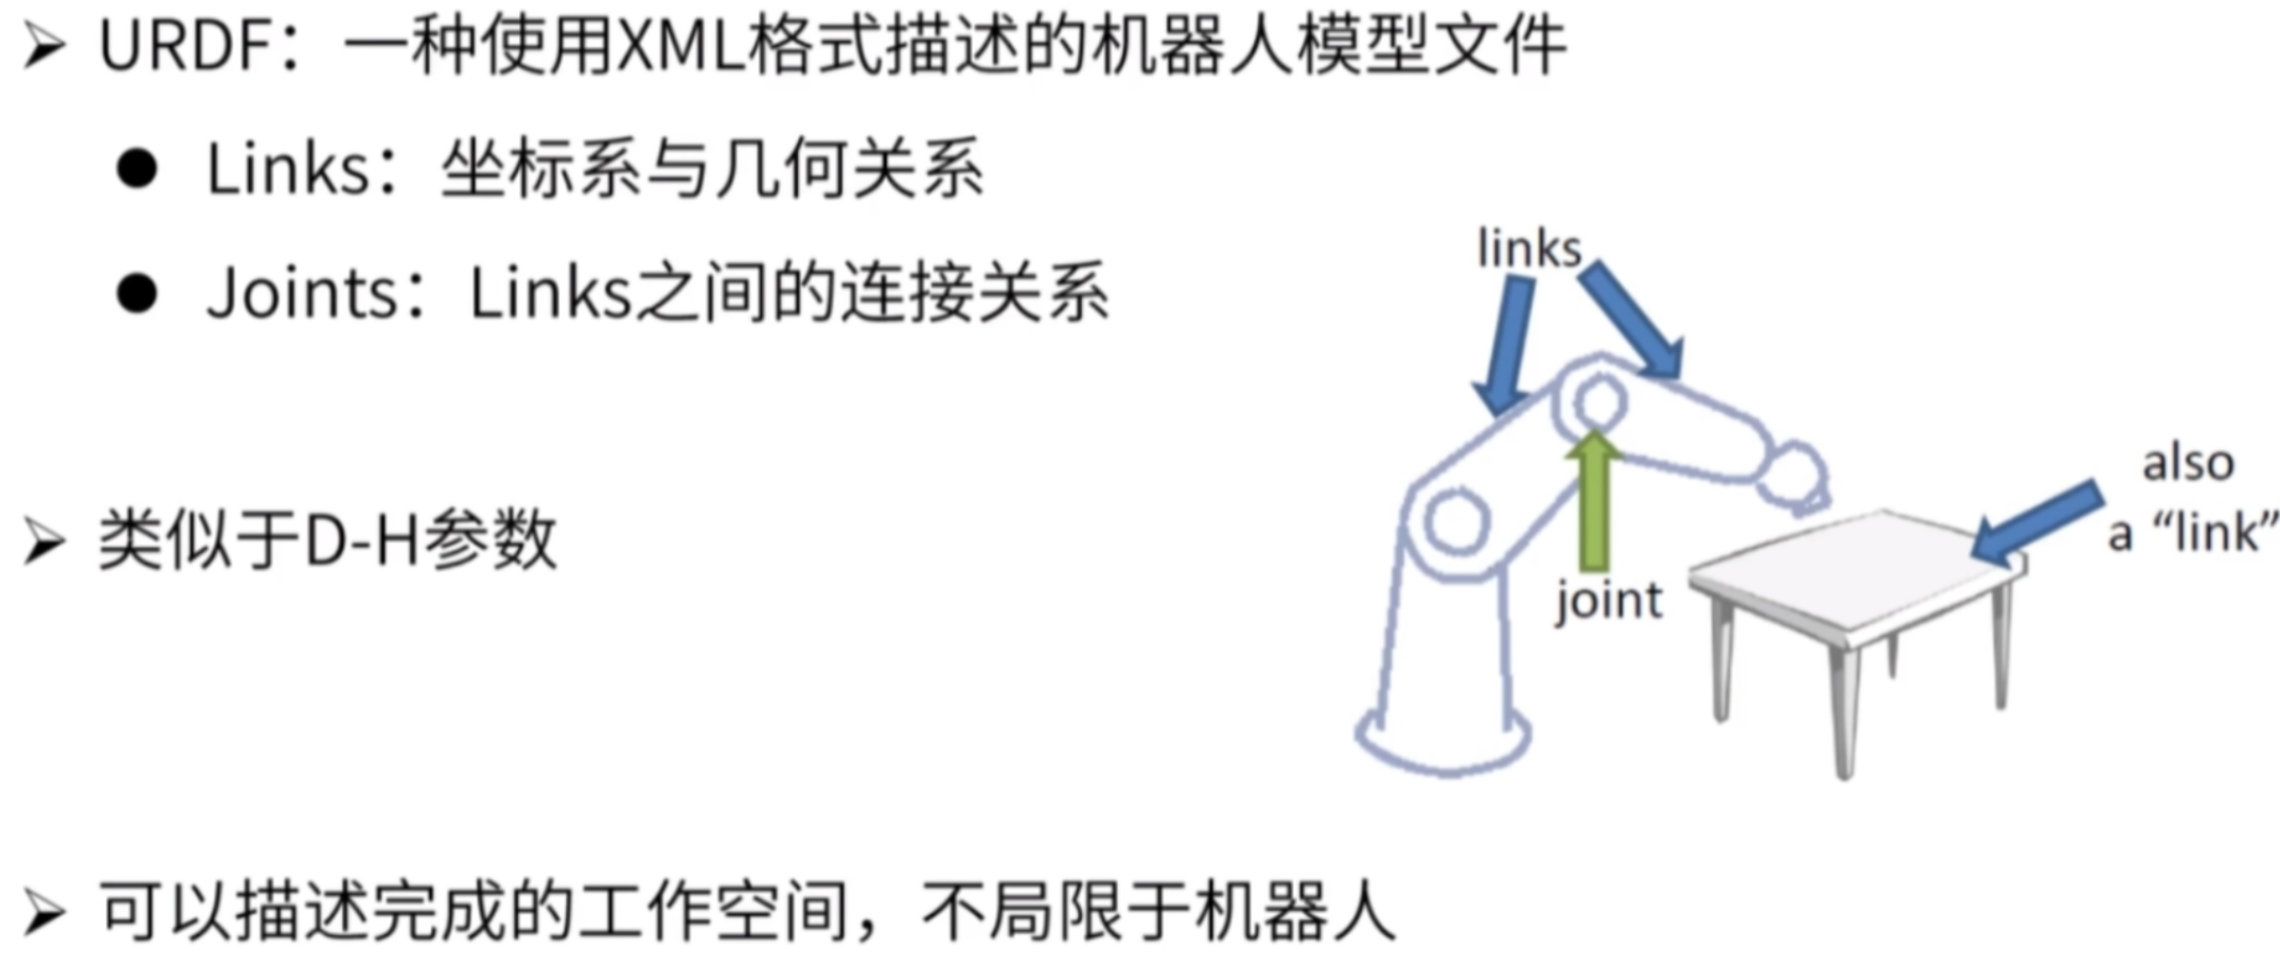 URDF：一种使用XML格式描述的机器人模型文件
Links：坐标系与几何关系
Joints：Links之间的连接关系
links
also
a “link”
joint
类似于D-H参数
可以描述完成的工作空间，不局限于机器人